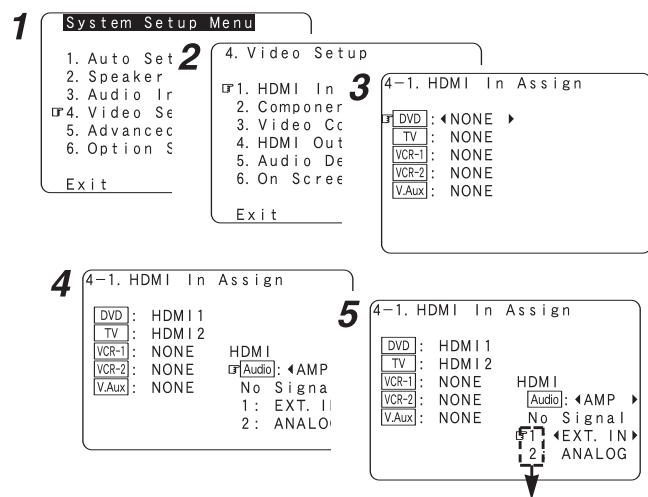 1
System Setup Menu
1. Auto Set
2. Speaker
3. Audio In
☞4. Video Se
5. Advanced
6. Option S
Exit
2
4. Video Setup
☞1. HDMI In
2. Componen
3. Video Co
4. HDMI Out
5. Audio De
6. On Scree
Exit
3
4-1. HDMI In Assign
☞DVD : ◀NONE ▶
TV : NONE
VCR-1 : NONE
VCR-2 : NONE
V.Aux : NONE
4
4-1. HDMI In Assign
DVD : HDMI1
TV : HDMI2
VCR-1 : NONE HDMI
VCR-2 : NONE ☞Audio : ◀AMP
V.Aux : NONE No Signa
1 : EXT. I
2 : ANALO
5
4-1. HDMI In Assign
DVD : HDMI1
TV : HDMI2
VCR-1 : NONE HDMI
VCR-2 : NONE Audio : ◀AMP ▶
V.Aux : NONE No Signal
☞1 ◀EXT. IN▶
2 : ANALOG